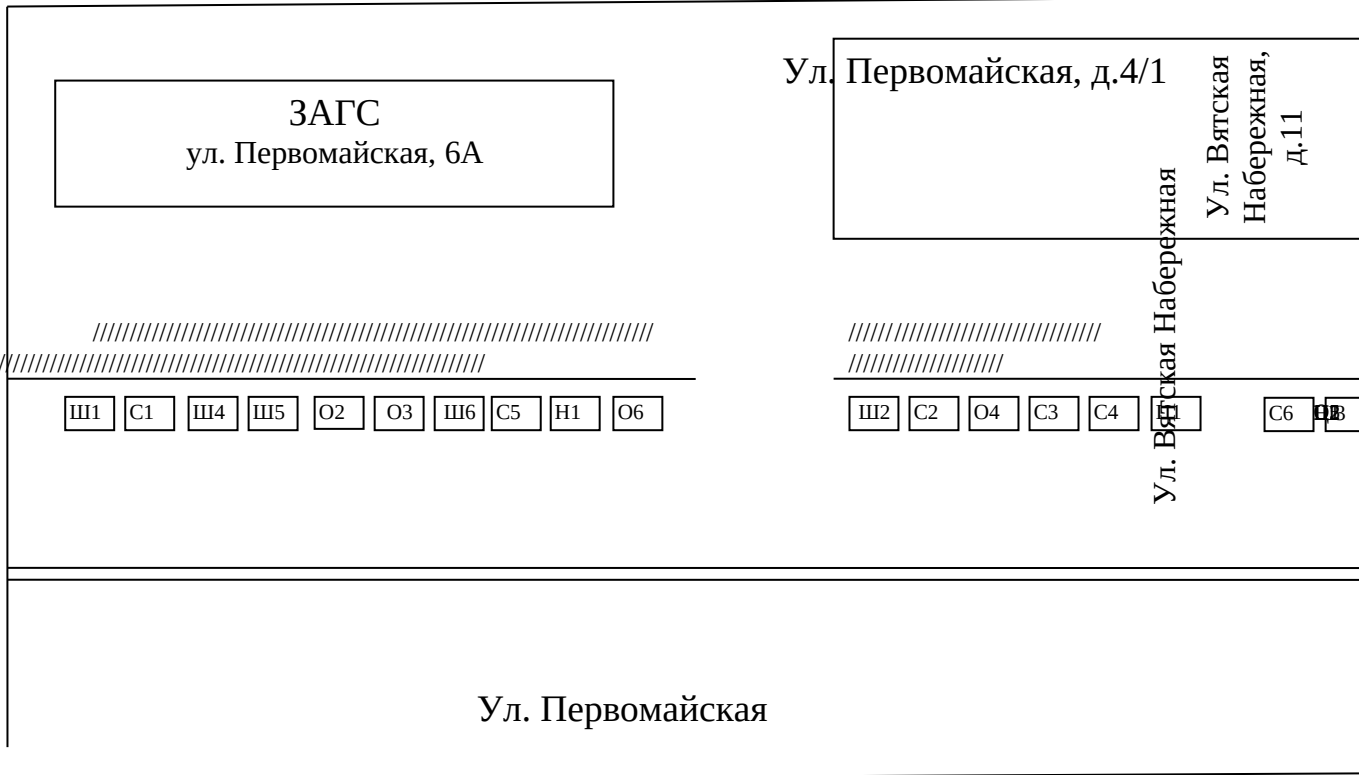 Ул. Первомайская, д.4/1
Ул. Вятская
Набережная,
д.11
ЗАГС
ул. Первомайская, 6А
Ул. Вятская Набережная
Ш1 С1 Ш4 Ш5 О2 О3 Ш6 С5 Н1 О6 Ш2 С2 О4 С3 С4 С6
Ул. Первомайская